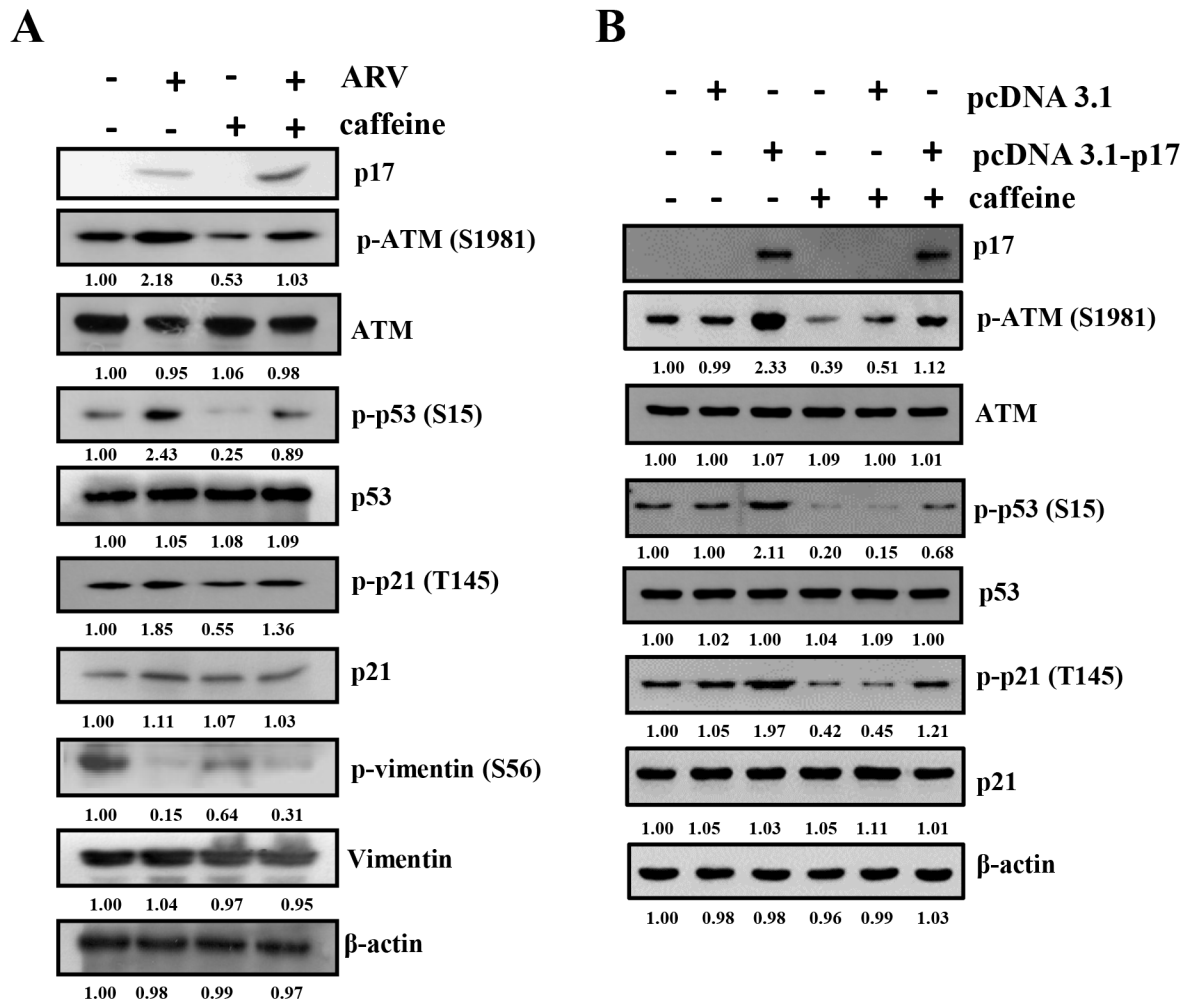 A
- + - + ARV
- - + + caffeine
p17
p-ATM (S1981)
1.00 2.18 0.53 1.03
ATM
1.00 0.95 1.06 0.98
p-p53 (S15)
1.00 2.43 0.25 0.89
p53
1.00 1.05 1.08 1.09
p-p21 (T145)
1.00 1.85 0.55 1.36
p21
1.00 1.11 1.07 1.03
p-vimentin (S56)
1.00 0.15 0.64 0.31
Vimentin
1.00 1.04 0.97 0.95
β-actin
1.00 0.98 0.99 0.97
B
- + - - + - pcDNA 3.1
- - + - - + pcDNA 3.1-p17
- - - + + + caffeine
p17
p-ATM (S1981)
1.00 0.99 2.33 0.39 0.51 1.12
ATM
1.00 1.00 1.07 1.09 1.00 1.01
p-p53 (S15)
1.00 1.00 2.11 0.20 0.15 0.68
p53
1.00 1.02 1.00 1.04 1.09 1.00
p-p21 (T145)
1.00 1.05 1.97 0.42 0.45 1.21
p21
1.00 1.05 1.03 1.05 1.11 1.01
β-actin
1.00 0.98 0.98 0.96 0.99 1.03